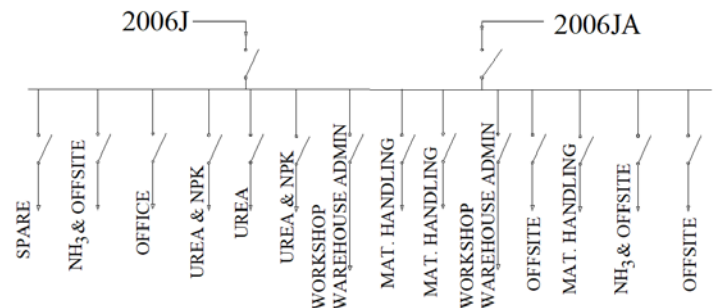 2006J
2006JA
SPARE
NH₃ & OFFSITE
OFFICE
UREA & NPK
UREA
UREA & NPK
WORKSHOP
WAREHOUSE ADMIN
MAT. HANDLING
MAT. HANDLING
WORKSHOP
WAREHOUSE ADMIN
OFFSITE
MAT. HANDLING
NH₃ & OFFSITE
OFFSITE